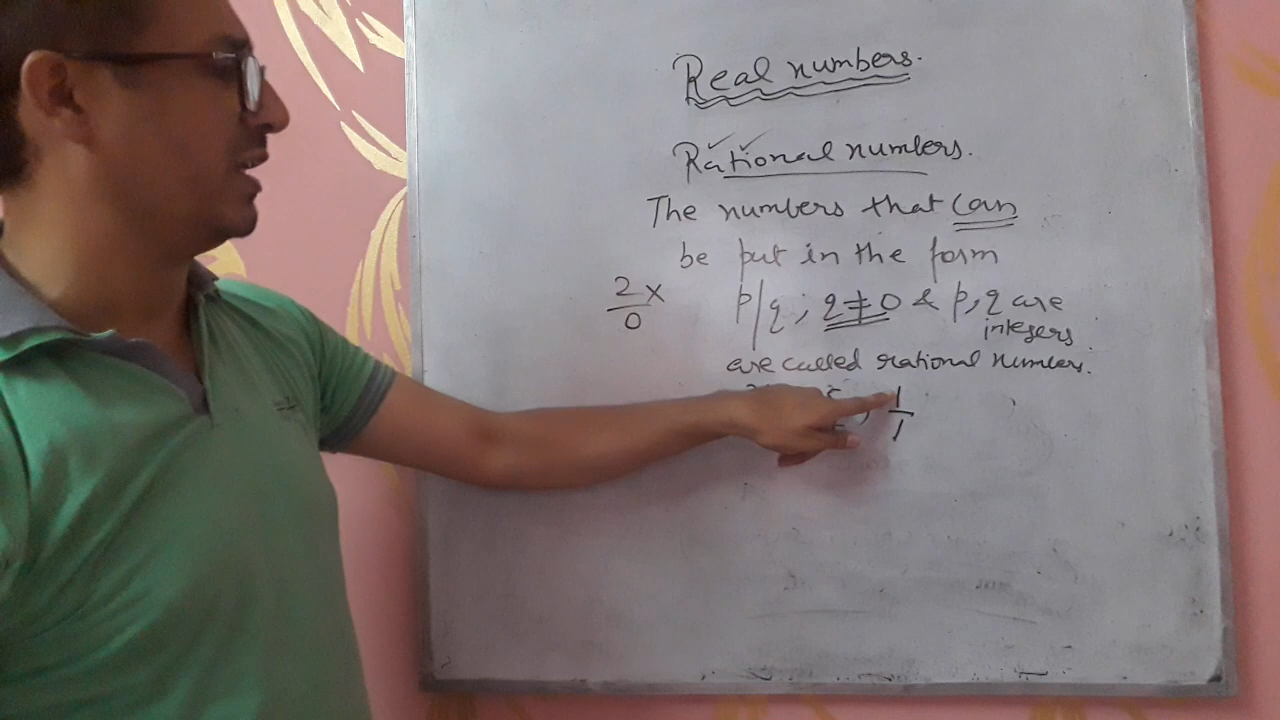 Real numbers.
Rational numbers.
The numbers that can
be put in the form
2/0 x
p/q ; q≠0 & p,q are
integers.
are called rational numbers.
, 1/1